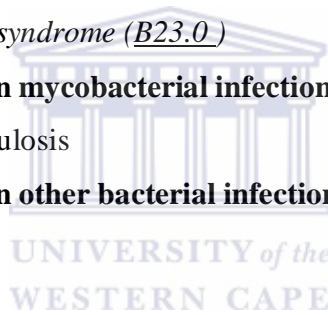 syndrome (B23.0 )
n mycobacterial infection
ulosis
n other bacterial infection
UNIVERSITY of the
WESTERN CAPE